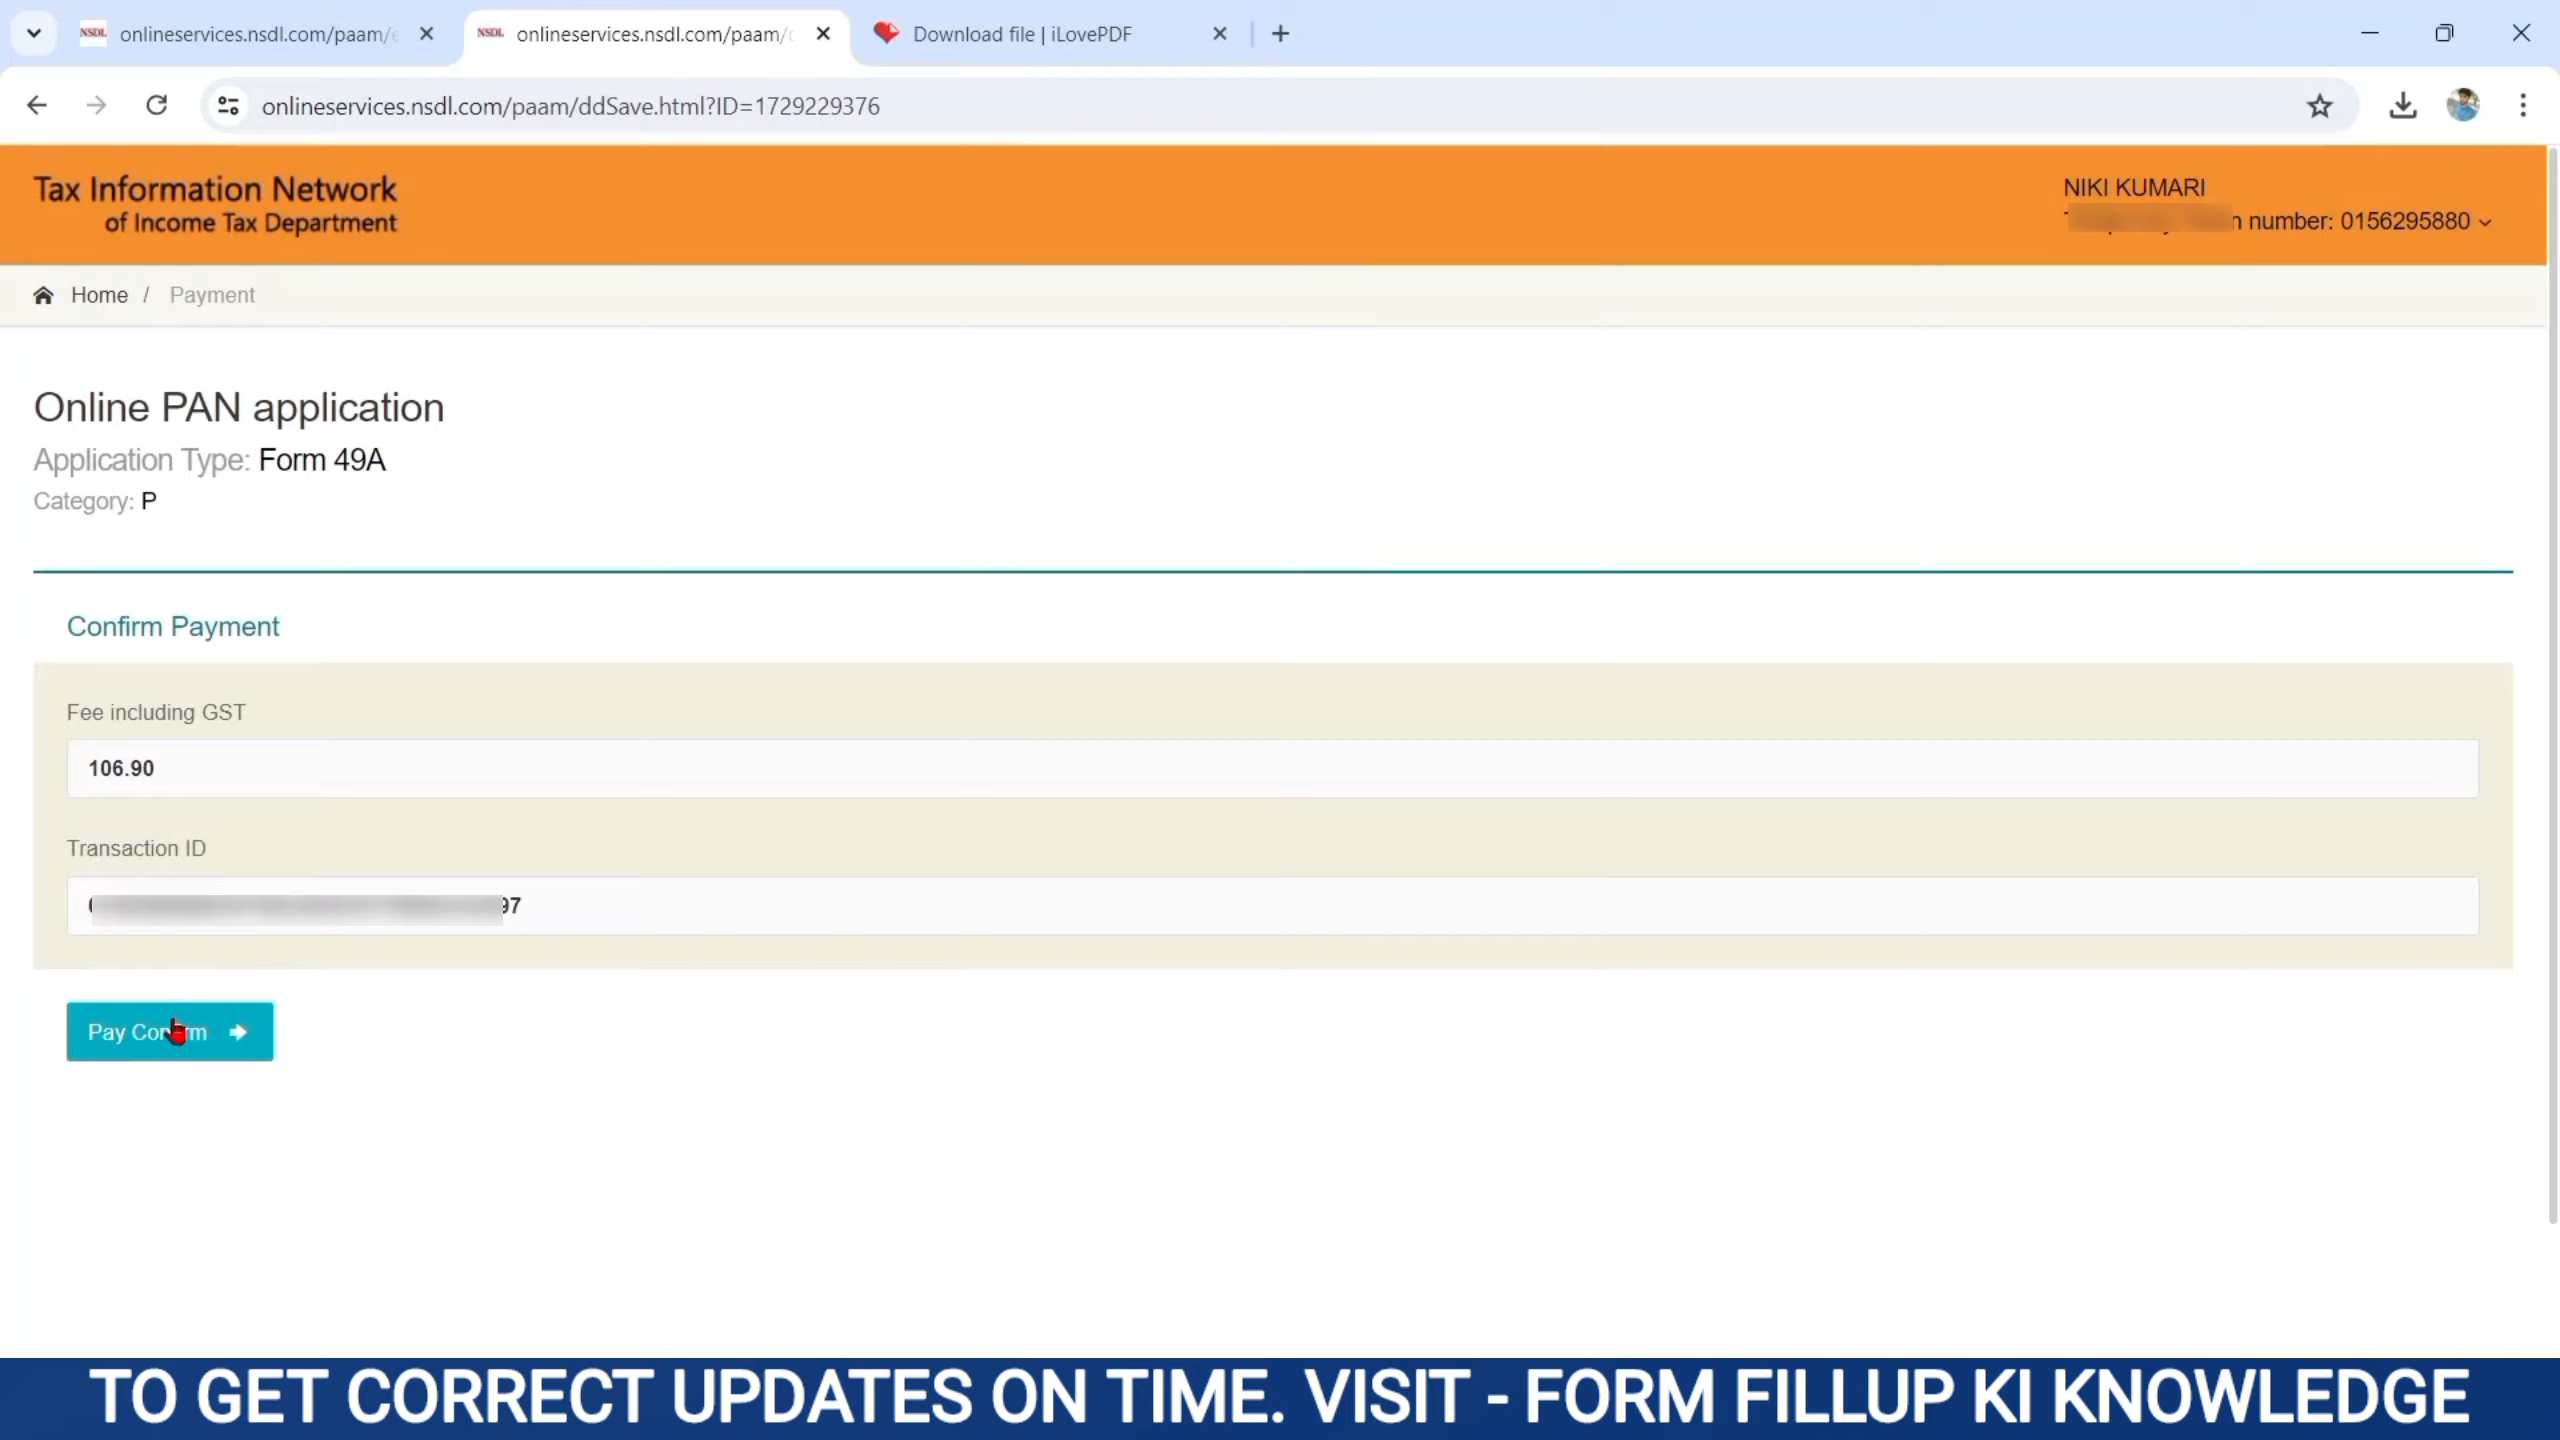 NSDL onlineservices.nsdl.com/paam/
NSDL onlineservices.nsdl.com/paam/
Download file | iLovePDF
onlineservices.nsdl.com/paam/ddSave.html?ID=1729229376
Tax Information Network
of Income Tax Department
NIKI KUMARI
number: 0156295880
Home / Payment
Online PAN application
Application Type: Form 49A
Category: P
Confirm Payment
Fee including GST
106.90
Transaction ID
97
Pay Confirm
TO GET CORRECT UPDATES ON TIME. VISIT - FORM FILLUP KI KNOWLEDGE